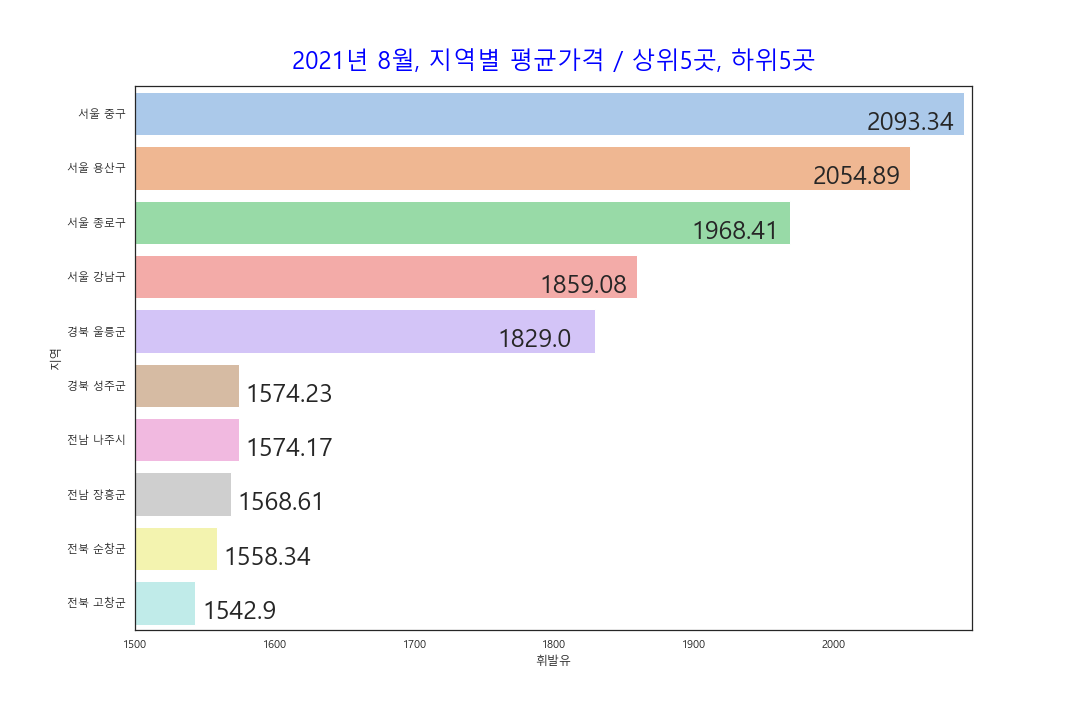 2021년 8월, 지역별 평균가격 / 상위5곳, 하위5곳
서울 중구
2093.34
서울 용산구
2054.89
서울 종로구
1968.41
서울 강남구
1859.08
경북 울릉군
1829.0
지역
경북 성주군
1574.23
전남 나주시
1574.17
전남 장흥군
1568.61
전북 순창군
1558.34
전북 고창군
1542.9
1500 1600 1700 1800 1900 2000
휘발유